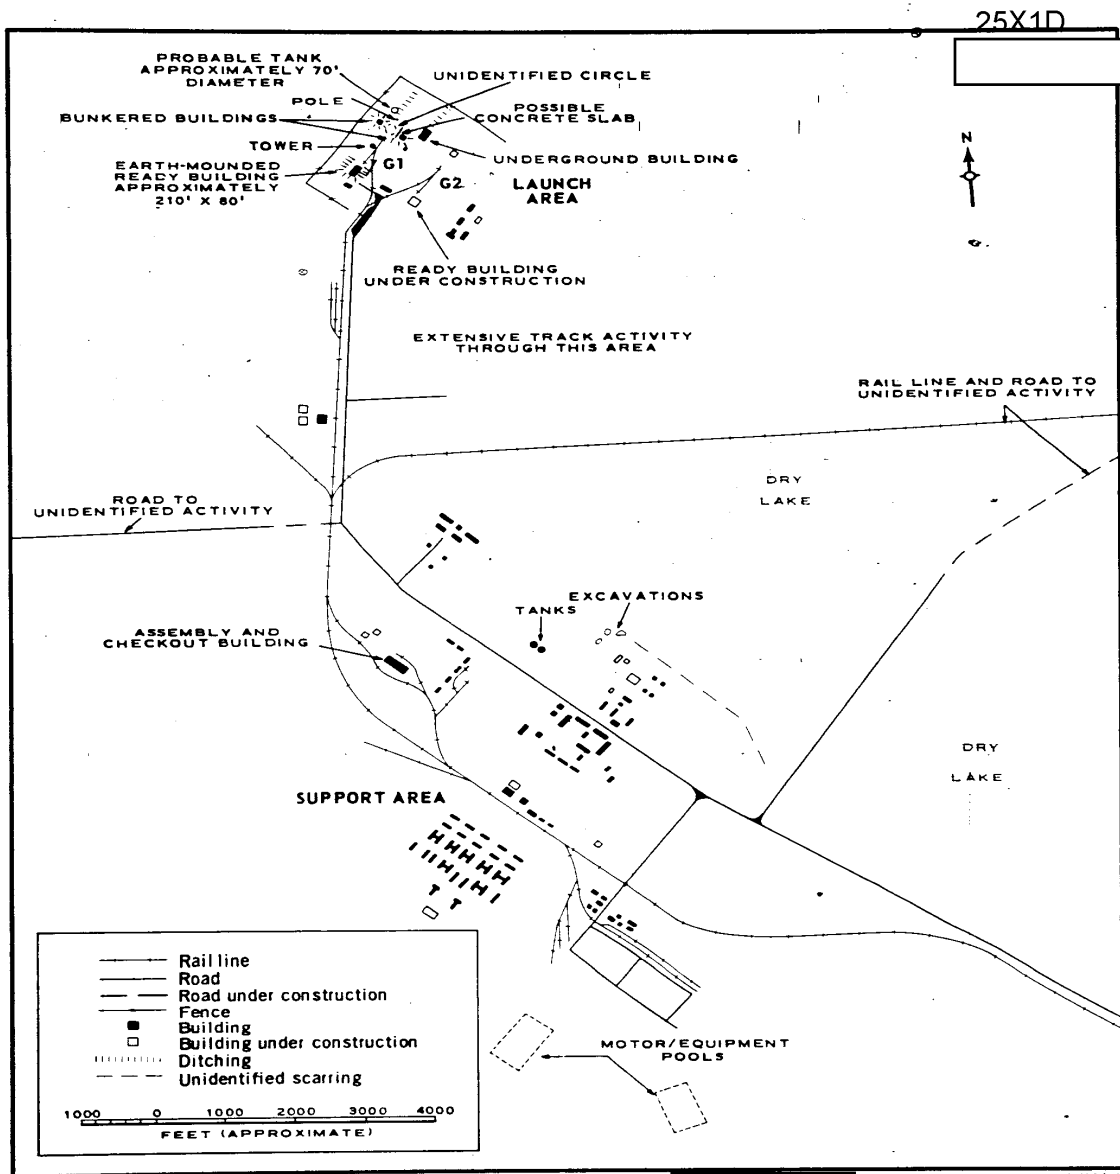 25X1D
PROBABLE TANK
APPROXIMATELY 70'
DIAMETER
UNIDENTIFIED CIRCLE
POLE
POSSIBLE
CONCRETE SLAB
BUNKERED BUILDINGS
TOWER
UNDERGROUND BUILDING
EARTH-MOUNDED
READY BUILDING
APPROXIMATELY
210' X 80'
G1
G2
LAUNCH
AREA
N
READY BUILDING
UNDER CONSTRUCTION
EXTENSIVE TRACK ACTIVITY
THROUGH THIS AREA
RAIL LINE AND ROAD TO
UNIDENTIFIED ACTIVITY
DRY
LAKE
ROAD TO
UNIDENTIFIED ACTIVITY
EXCAVATIONS
TANKS
ASSEMBLY AND
CHECKOUT BUILDING
DRY
LAKE
SUPPORT AREA
Rail line
Road
Road under construction
Fence
Building
Building under construction
Ditching
Unidentified scarring
1000 0 1000 2000 3000 4000
FEET (APPROXIMATE)
MOTOR/EQUIPMENT
POOLS